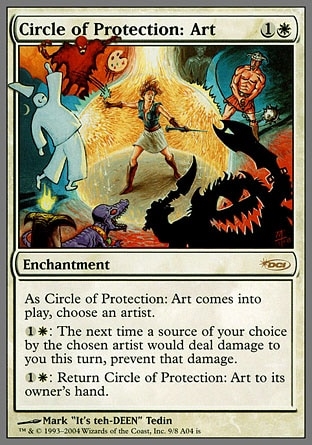 Circle of Protection: Art 1
Enchantment
DCI
As Circle of Protection: Art comes into
play, choose an artist.
1: The next time a source of your choice
by the chosen artist would deal damage to
you this turn, prevent that damage.
1: Return Circle of Protection: Art to its
owner's hand.
Mark "It's teh-DEEN" Tedin
™ & © 1993–2004 Wizards of the Coast, Inc. 9/8 A04 is